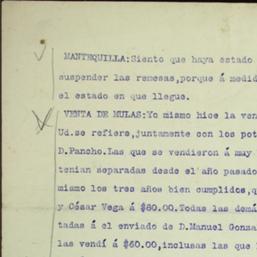 MANTEQUILLA:Siento que haya estado
suspender las remesas,porque á medid
el estado en que llegue.
VENTA DE MULAS:Yo mismo hice la ven
Ud.se refiere,juntamente con los pot
D.Pancho.Las que se vendieron á may
tenian separadas desde el año pasado
mismo los tres años bien cumplidos,q
y César Vega á $80.00.Todas las demá
tadas á el enviado de D.Manuel Gonza
las vendí á $60.00,inclusas las que